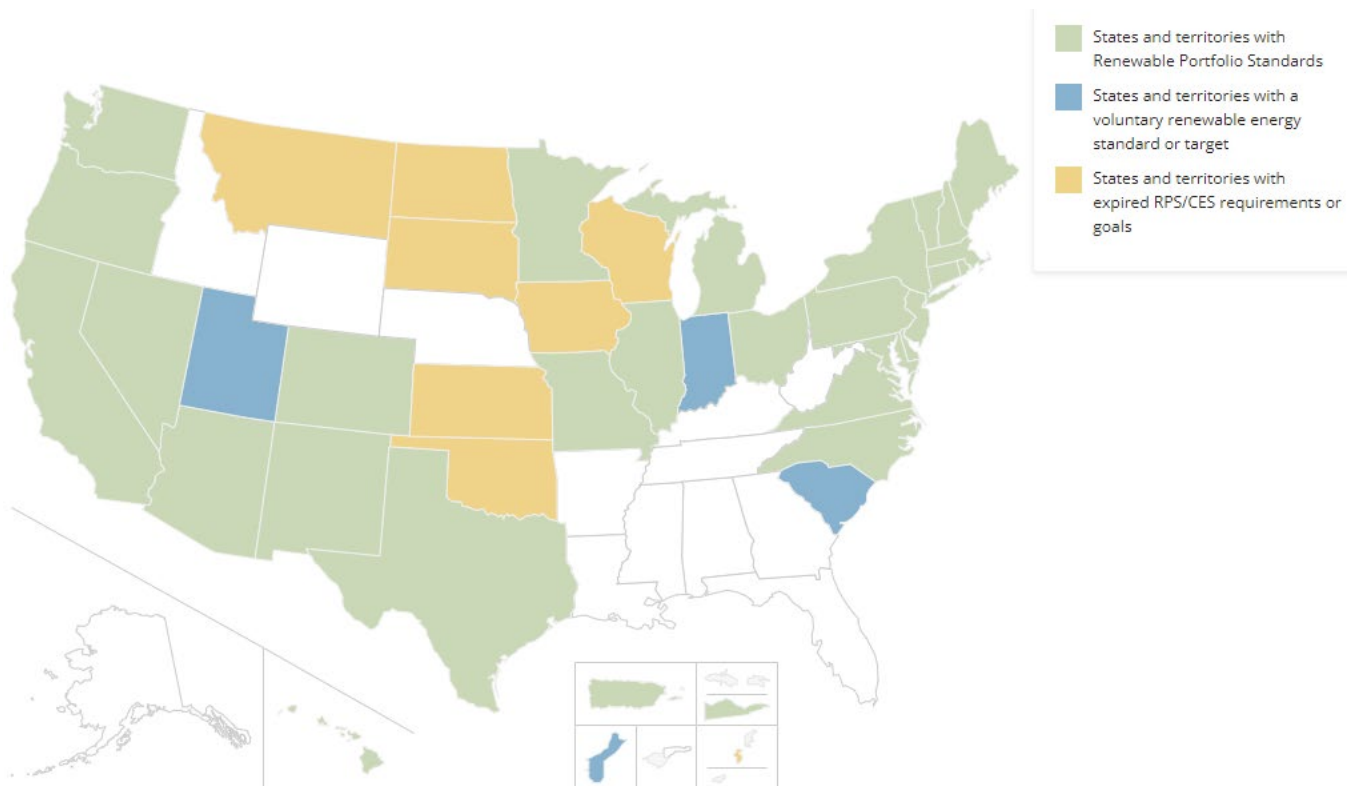 States and territories with
Renewable Portfolio Standards
States and territories with a
voluntary renewable energy
standard or target
States and territories with
expired RPS/CES requirements or
goals